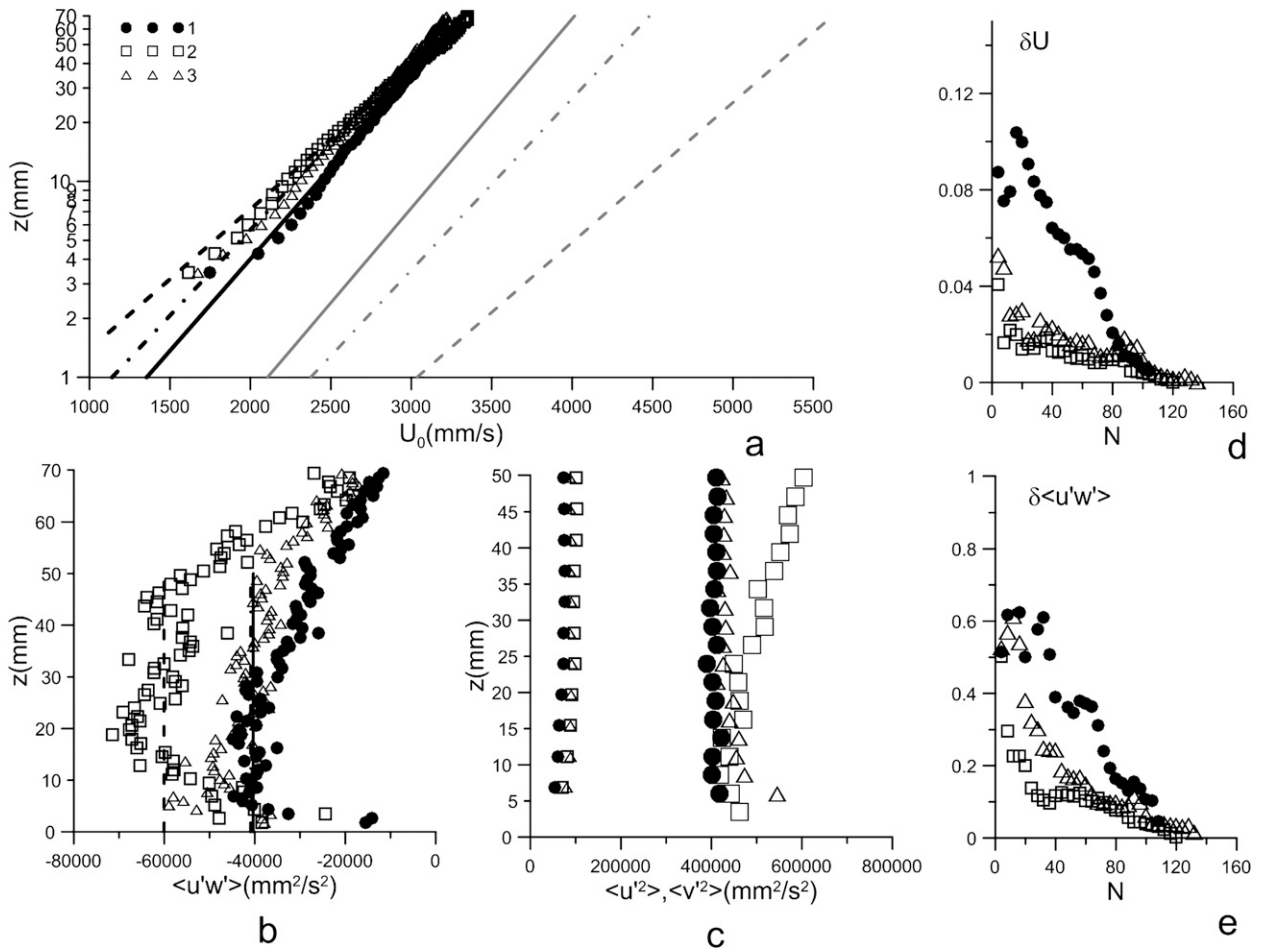 70
60
50
40
30
20
10
9
8
7
6
5
4
3
2
1
z(mm)
1
2
3
1000 1500 2000 2500 3000 3500 4000 4500 5000 5500
U₀(mm/s)
a
δU
0.12
0.08
0.04
0
0 40 80 120 160
N
d
70
60
50
40
30
20
10
0
z(mm)
-80000 -60000 -40000 -20000 0
<u'w'>(mm²/s²)
b
50
45
40
35
30
25
20
15
10
5
0
z(mm)
0 200000 400000 600000 800000
<u'²>,<v'²>(mm²/s²)
c
δ<u'w'>
1
0.8
0.6
0.4
0.2
0
0 40 80 120 160
N
e